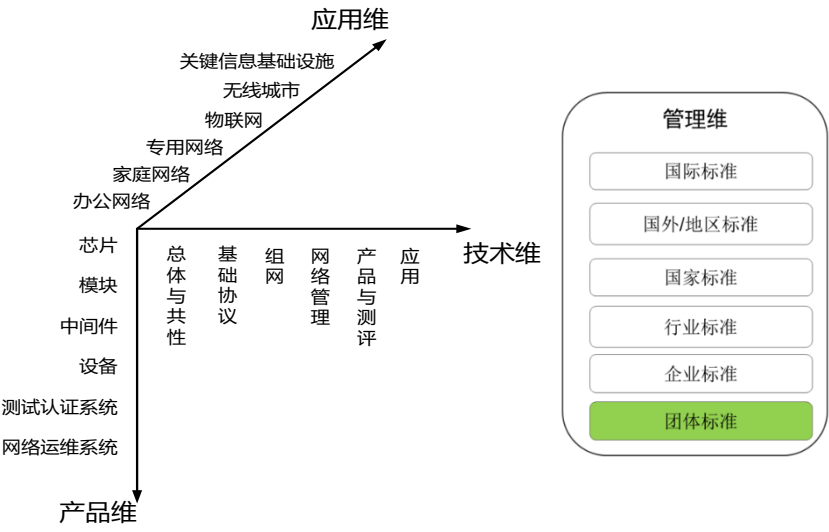 应用维
关键信息基础设施
无线城市
物联网
专用网络
家庭网络
办公网络
芯片
模块
中间件
设备
测试认证系统
网络运维系统
产品维
总体与共性
基础协议
组网
网络管理
产品与测评
应用
技术维
管理维
国际标准
国外/地区标准
国家标准
行业标准
企业标准
团体标准